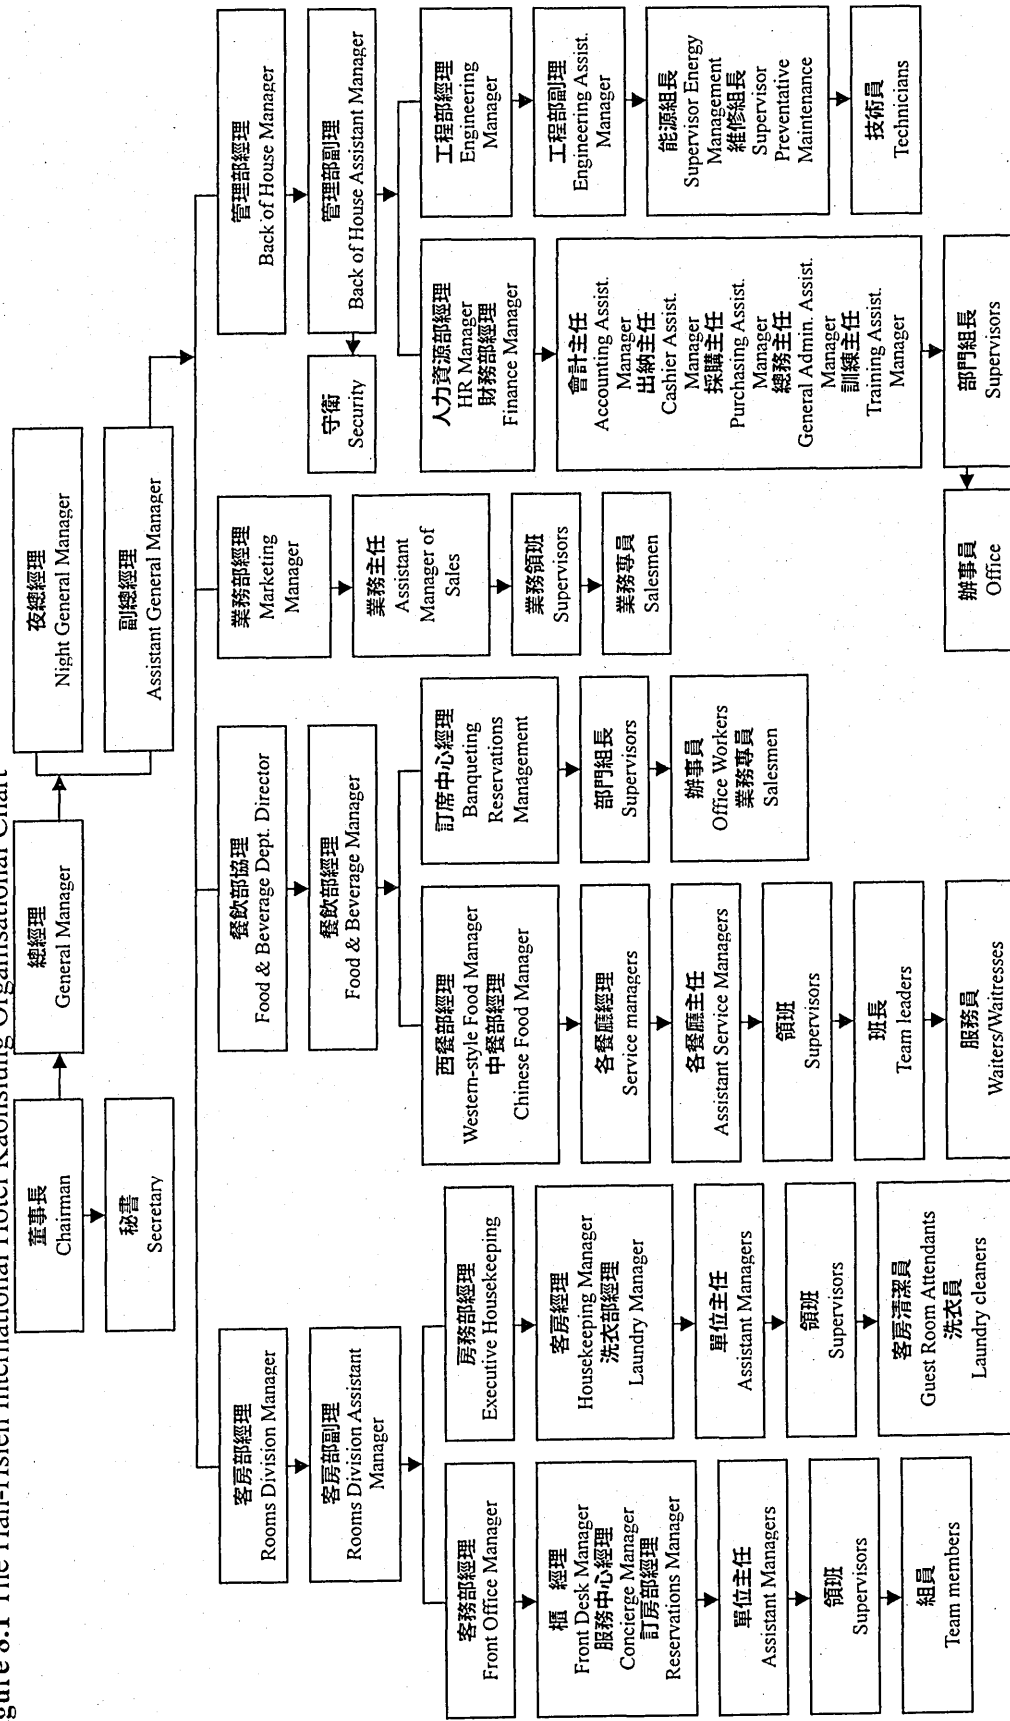 gure 8.1 The Han-Hsien International Hotel Kaohsiung Organisational Chart
董事長
Chairman
秘書
Secretary
總經理
General Manager
夜總經理
Night General Manager
副總經理
Assistant General Manager
客房部經理
Rooms Division Manager
客房部副理
Rooms Division Assistant
Manager
客務部經理
Front Office Manager
櫃 經理
Front Desk Manager
服務中心經理
Concierge Manager
訂房部經理
Reservations Manager
單位主任
Assistant Managers
領班
Supervisors
組員
Team members
房務部經理
Executive Housekeeping
客房經理
Housekeeping Manager
洗衣部經理
Laundry Manager
單位主任
Assistant Managers
領班
Supervisors
客房清潔員
Guest Room Attendants
洗衣員
Laundry cleaners
餐飲部協理
Food & Beverage Dept. Director
餐飲部經理
Food & Beverage Manager
西餐部經理
Western-style Food Manager
中餐部經理
Chinese Food Manager
各餐廳經理
Service managers
各餐廳主任
Assistant Service Managers
領班
Supervisors
班長
Team leaders
服務員
Waiters/Waitresses
訂席中心經理
Banqueting
Reservations
Management
部門組長
Supervisors
辦事員
Office Workers
業務專員
Salesmen
業務部經理
Marketing
Manager
業務主任
Assistant
Manager of
Sales
業務領班
Supervisors
業務專員
Salesmen
管理部經理
Back of House Manager
管理部副理
Back of House Assistant Manager
守衛
Security
人力資源部經理
HR Manager
財務部經理
Finance Manager
會計主任
Accounting Assist.
Manager
出納主任
Cashier Assist.
Manager
採購主任
Purchasing Assist.
Manager
總務主任
General Admin. Assist.
Manager
訓練主任
Training Assist.
Manager
部門組長
Supervisors
辦事員
Office
工程部經理
Engineering
Manager
工程部副理
Engineering Assist.
Manager
能源組長
Supervisor Energy
Management
維修組長
Supervisor
Preventative
Maintenance
技術員
Technicians